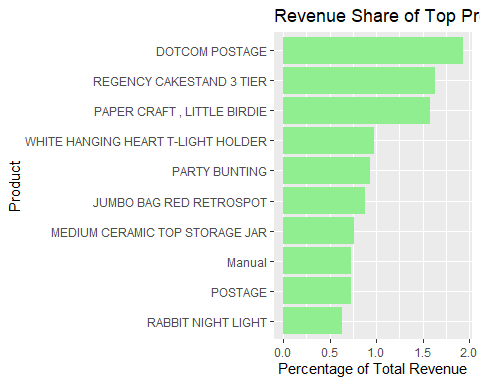 Revenue Share of Top Pr
DOTCOM POSTAGE
REGENCY CAKESTAND 3 TIER
PAPER CRAFT , LITTLE BIRDIE
WHITE HANGING HEART T-LIGHT HOLDER
PARTY BUNTING
JUMBO BAG RED RETROSPOT
MEDIUM CERAMIC TOP STORAGE JAR
Manual
POSTAGE
RABBIT NIGHT LIGHT
Product
0.0 0.5 1.0 1.5 2.0
Percentage of Total Revenue